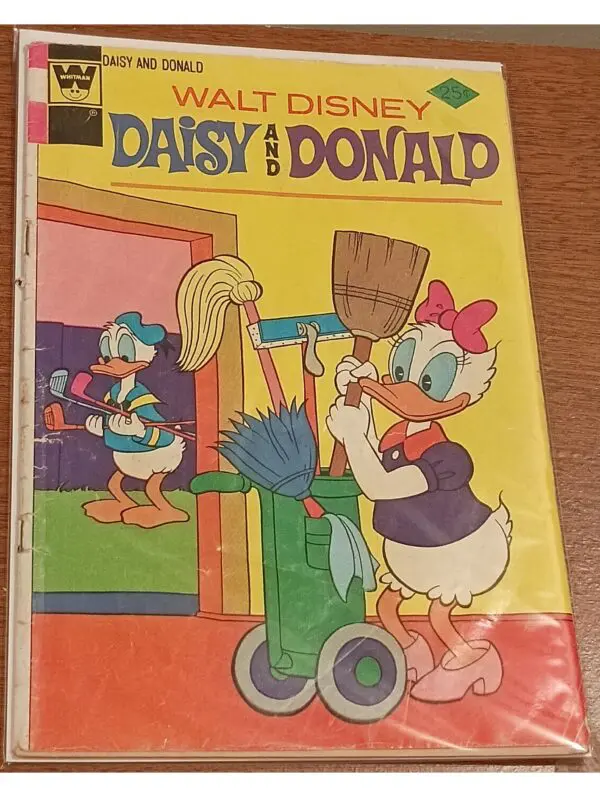 DAISY AND DONALD
WHITMAN
®
WALT DISNEY
25¢
DAISY AND DONALD